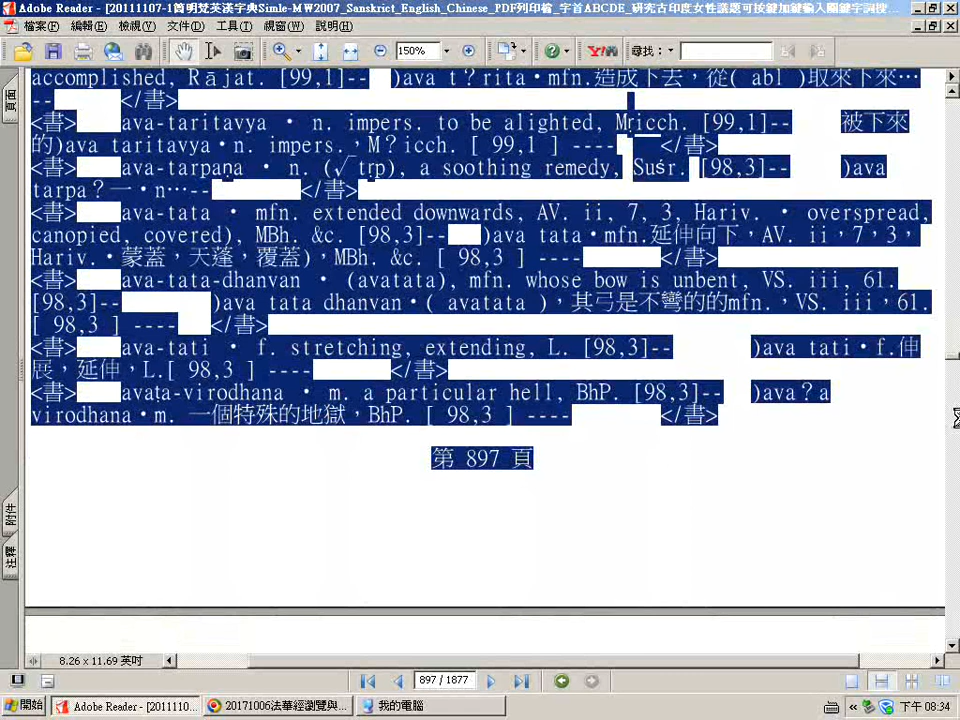 Adobe Reader - [20111107-1簡明梵英漢字典Simle-MW2007_Sanskrict_English_Chinese_PDF列印檔_字首ABCDE_研究古印度女性議題可按鍵加鍵輸入關鍵字詞搜...
檔案(F) 編輯(E) 檢視(V) 文件(D) 工具(T) 視窗(W) 說明(H)
150% 尋找：
頁面
附件
注釋
accomplished, Rājat. [99,1]-- )ava t？rita‧mfn.造成下去，從( abl )取來下來…
-- </書>
<書> ava-taritavya ‧ n. impers. to be alighted, Mṛicch. [99,1]-- 被下來
的)ava taritavya‧n. impers.，M？icch. [ 99,1 ] ---- </書>
<書> ava-tarpaṇa ‧ n. (√ tṛp), a soothing remedy, Suśr. [98,3]-- )ava
tarpa？一‧n…-- </書>
<書> ava-tata ‧ mfn. extended downwards, AV. ii, 7, 3, Hariv. ‧ overspread,
canopied, covered), MBh. &c. [98,3]-- )ava tata‧mfn.延伸向下，AV. ii，7，3，
Hariv.‧蒙蓋，天蓬，覆蓋)，MBh. &c. [ 98,3 ] ---- </書>
<書> ava-tata-dhanvan ‧ (avatata), mfn. whose bow is unbent, VS. iii, 61.
[98,3]-- )ava tata dhanvan‧( avatata )，其弓是不彎的的mfn.，VS. iii，61.
[ 98,3 ] ---- </書>
<書> ava-tati ‧ f. stretching, extending, L. [98,3]-- )ava tati‧f.伸
展，延伸，L.[ 98,3 ] ---- </書>
<書> avaṭa-virodhana ‧ m. a particular hell, BhP. [98,3]-- )ava？a
virodhana‧m. 一個特殊的地獄，BhP. [ 98,3 ] ---- </書>
第 897 頁
8.26 x 11.69 英吋
897 / 1877
開始 Adobe Reader - [2011110... 20171006法華經瀏覽與... 我的電腦 下午 08:34